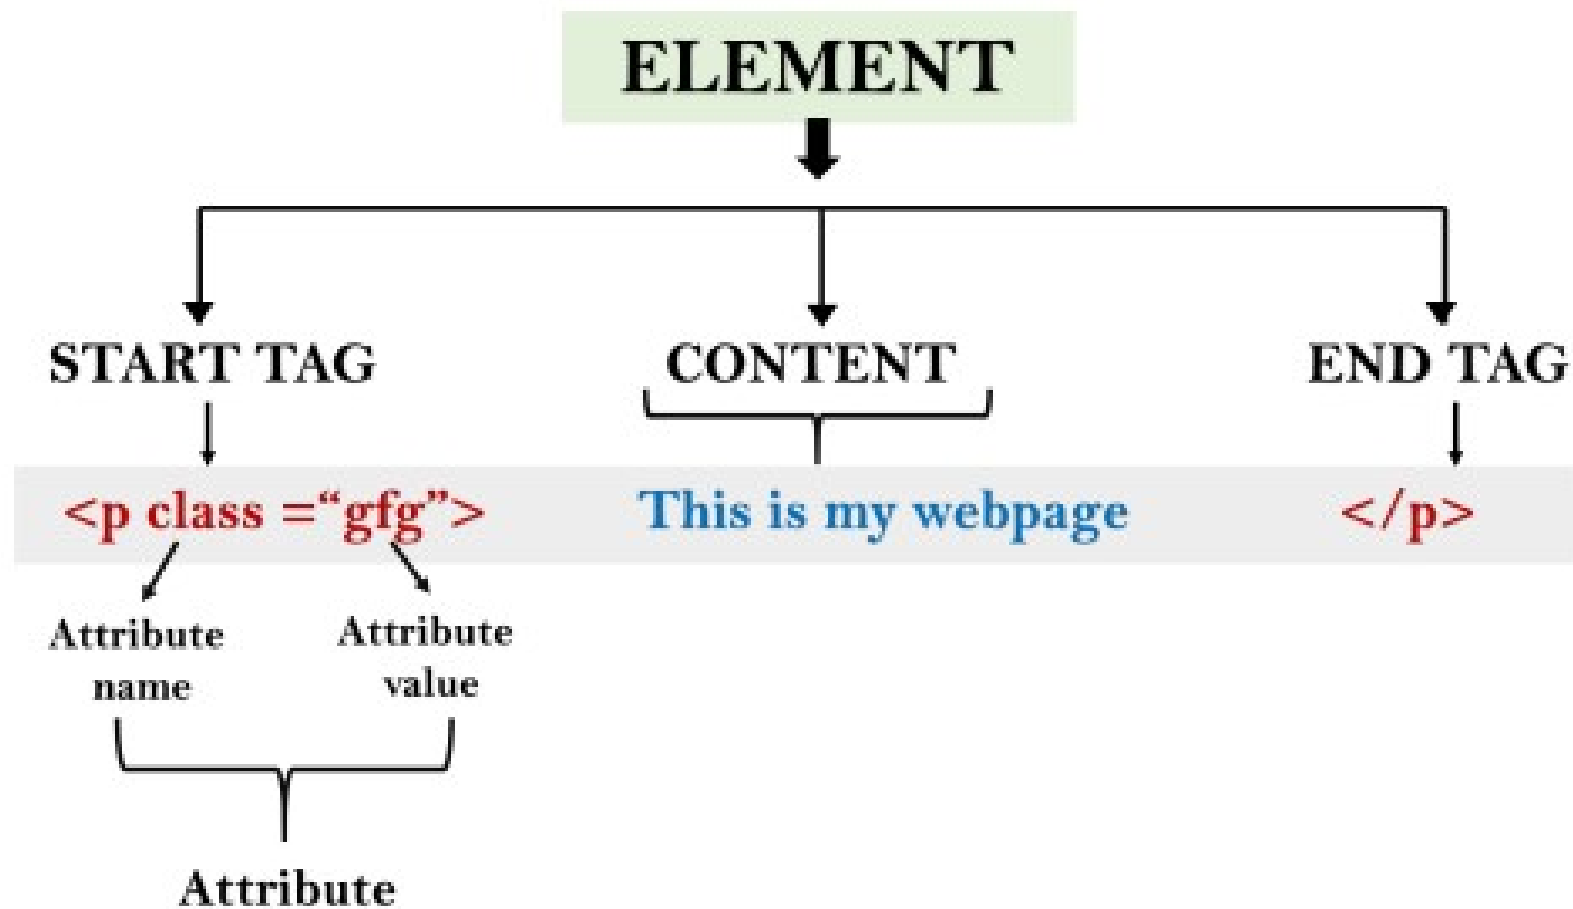 ELEMENT
START TAG CONTENT END TAG
<p class =“gfg”> This is my webpage </p>
Attribute name
Attribute value
Attribute